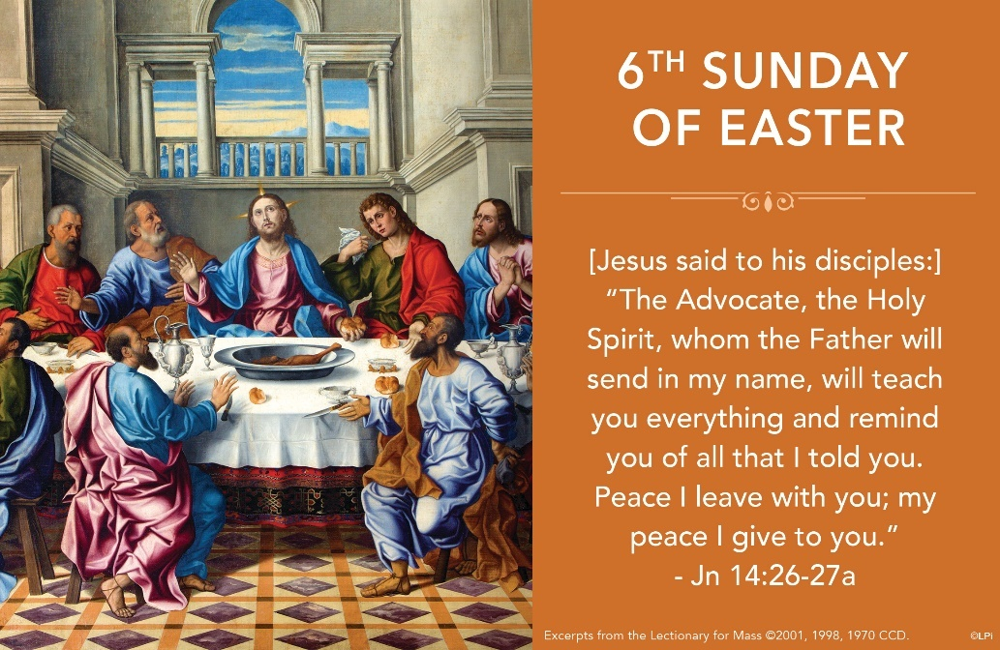 6TH SUNDAY
OF EASTER
[Jesus said to his disciples:]
“The Advocate, the Holy
Spirit, whom the Father will
send in my name, will teach
you everything and remind
you of all that I told you.
Peace I leave with you; my
peace I give to you.”
- Jn 14:26-27a
Excerpts from the Lectionary for Mass ©2001, 1998, 1970 CCD.
©LPi